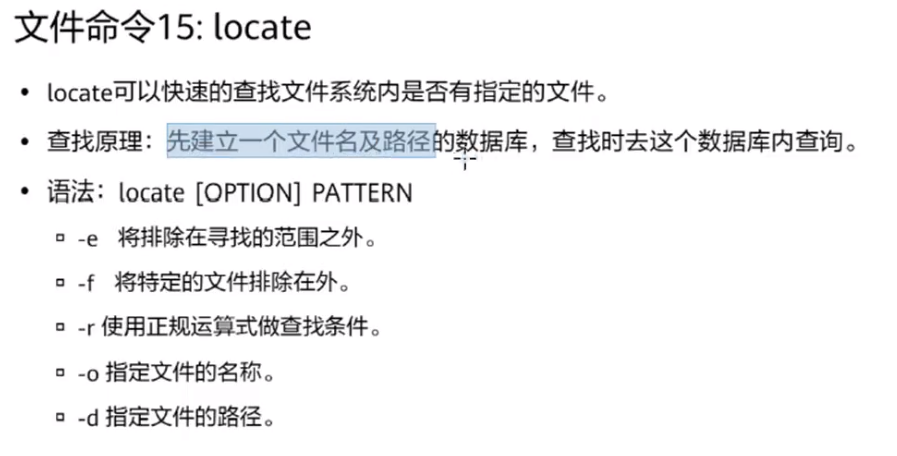 文件命令15: locate
• locate可以快速的查找文件系统内是否有指定的文件。
• 查找原理：先建立一个文件名及路径的数据库，查找时去这个数据库内查询。
• 语法：locate [OPTION] PATTERN
▫ -e 将排除在寻找的范围之外。
▫ -f 将特定的文件排除在外。
▫ -r 使用正规运算式做查找条件。
▫ -o 指定文件的名称。
▫ -d 指定文件的路径。